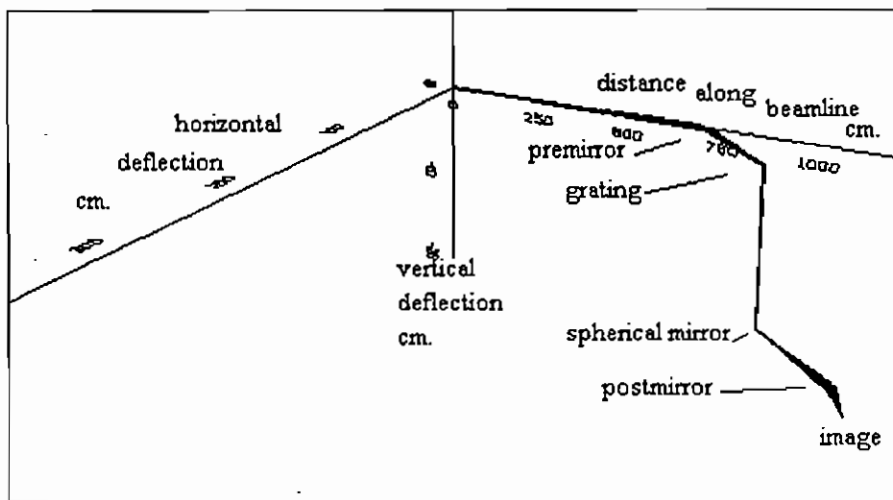 distance along beamline
cm.
horizontal
deflection
cm.
250
premirror
1000
grating
vertical
deflection
cm.
spherical mirror
postmirror
image